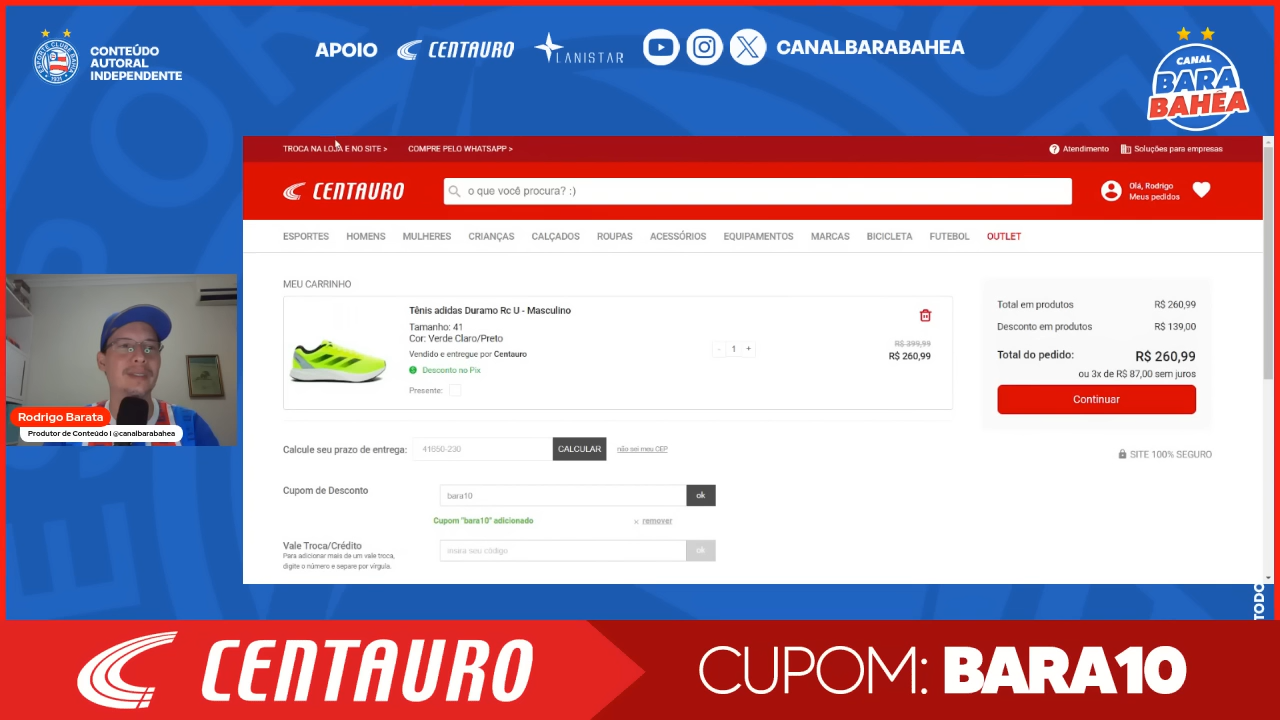 ESPORTE CLUBE BAHIA
1931
CONTEÚDO
AUTORAL
INDEPENDENTE
APOIO
CENTAURO
LANISTAR
CANALBARABAHEA
CANAL
BARA
BAHÊA
TROCA NA LOJA E NO SITE >
COMPRE PELO WHATSAPP >
Atendimento
Soluções para empresas
CENTAURO
o que você procura? :)
Olá, Rodrigo
Meus pedidos
ESPORTES HOMENS MULHERES CRIANÇAS CALÇADOS ROUPAS ACESSÓRIOS EQUIPAMENTOS MARCAS BICICLETA FUTEBOL OUTLET
MEU CARRINHO
Tênis adidas Duramo Rc U - Masculino
Tamanho: 41
Cor: Verde Claro/Preto
Vendido e entregue por Centauro
Desconto no Pix
Presente:
- 1 +
R$ 399,99
R$ 260,99
Total em produtos R$ 260,99
Desconto em produtos R$ 139,00
Total do pedido: R$ 260,99
ou 3x de R$ 87,00 sem juros
Continuar
SITE 100% SEGURO
Calcule seu prazo de entrega: 41650-230 CALCULAR não sei meu CEP
Cupom de Desconto bara10 ok
Cupom "bara10" adicionado × remover
Vale Troca/Crédito
Para adicionar mais de um vale troca,
digite o número e separe por vírgula.
insira seu código ok
Rodrigo Barata
Produtor de Conteúdo | @canalbarabahea
TODO
CENTAURO
CUPOM: BARA10